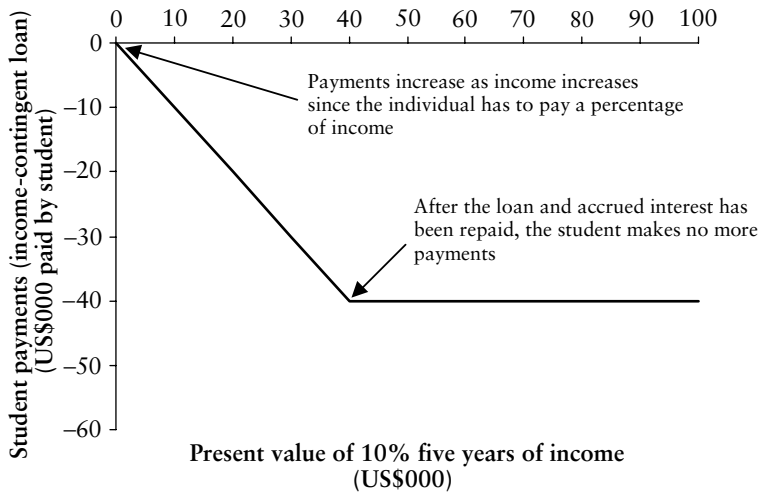 0 10 20 30 40 50 60 70 80 90 100
0
–10
–20
–30
–40
–50
–60
Student payments (income-contingent loan)
(US$000 paid by student)
Payments increase as income increases
since the individual has to pay a percentage
of income
After the loan and accrued interest has
been repaid, the student makes no more
payments
Present value of 10% five years of income
(US$000)